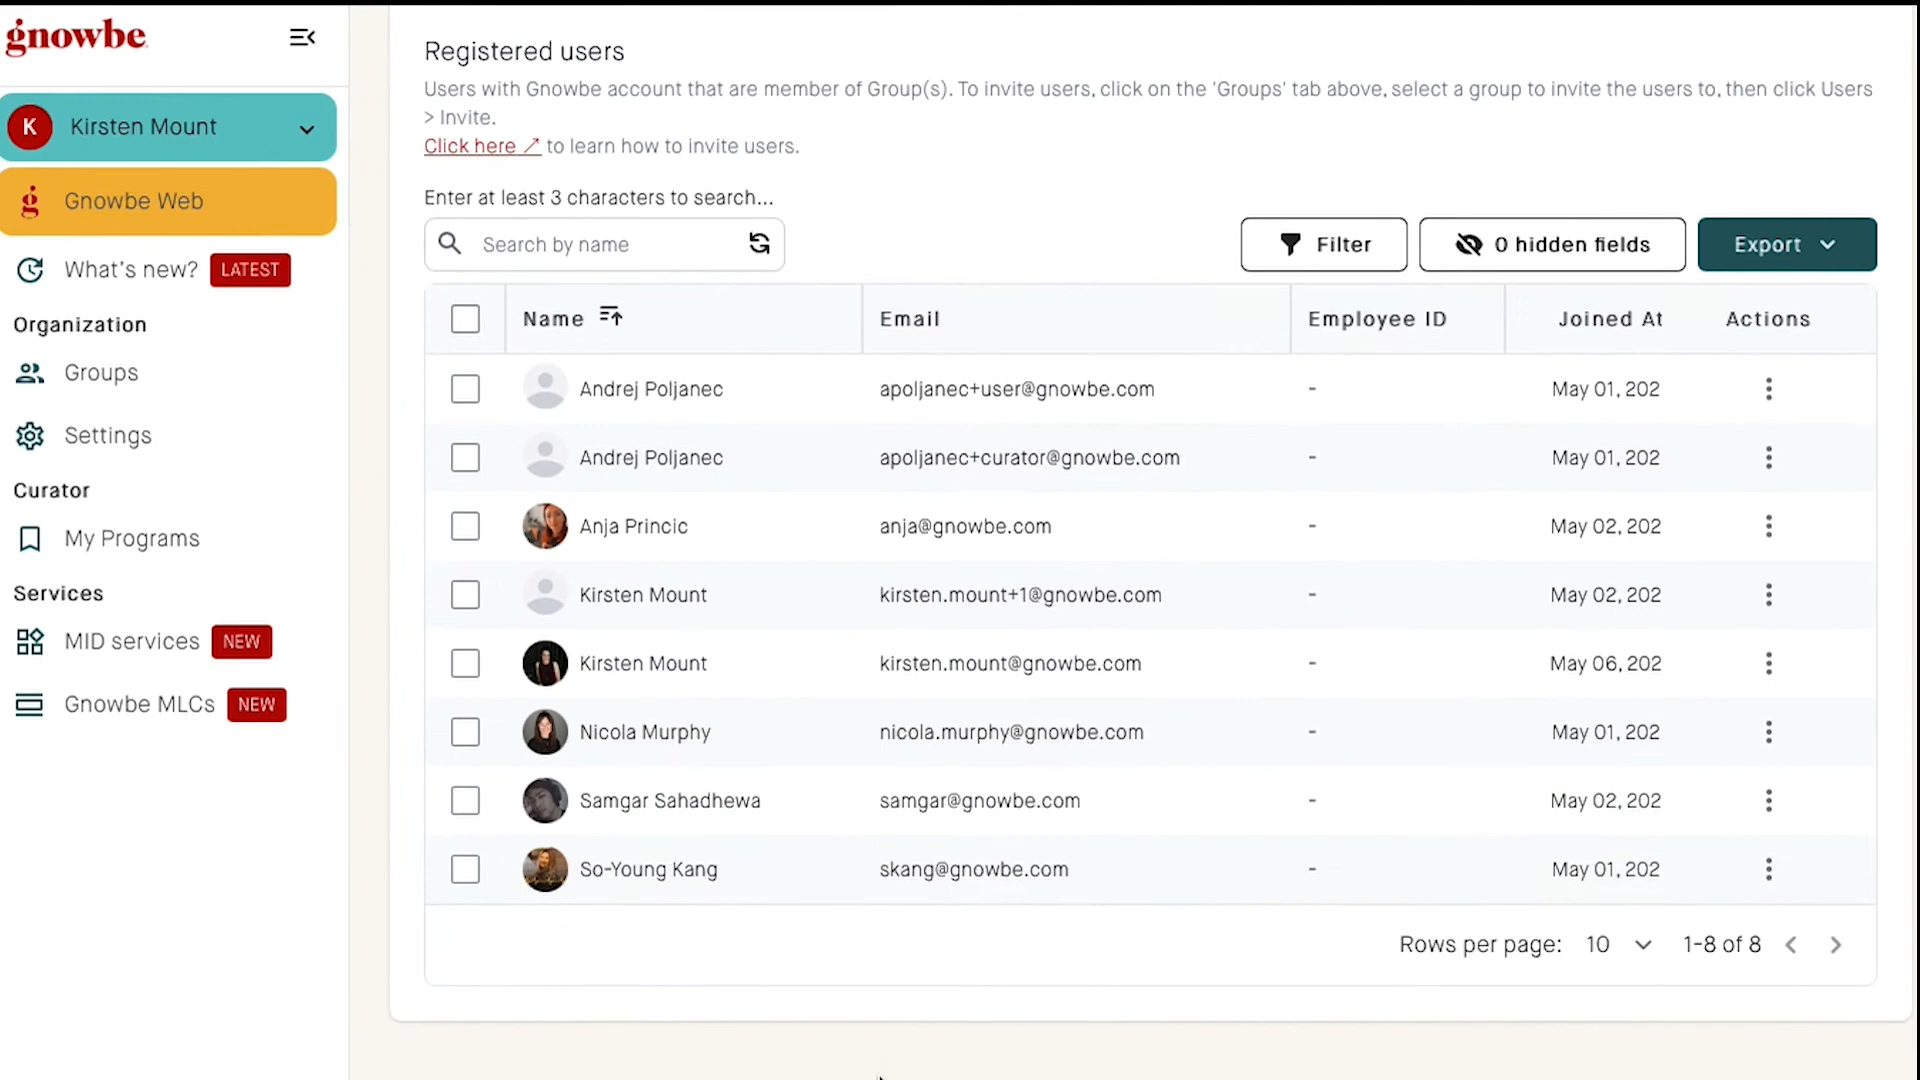 gnowbe
K Kirsten Mount
Gnowbe Web
What's new? LATEST
Organization
Groups
Settings
Curator
My Programs
Services
MID services NEW
Gnowbe MLCs NEW
Registered users
Users with Gnowbe account that are member of Group(s). To invite users, click on the 'Groups' tab above, select a group to invite the users to, then click Users
> Invite.
Click here ↗ to learn how to invite users.
Enter at least 3 characters to search...
Search by name
Filter
0 hidden fields
Export
Name Email Employee ID Joined At Actions
Andrej Poljanec apoljanec+user@gnowbe.com - May 01, 202
Andrej Poljanec apoljanec+curator@gnowbe.com - May 01, 202
Anja Princic anja@gnowbe.com - May 02, 202
Kirsten Mount kirsten.mount+1@gnowbe.com - May 02, 202
Kirsten Mount kirsten.mount@gnowbe.com - May 06, 202
Nicola Murphy nicola.murphy@gnowbe.com - May 01, 202
Samgar Sahadhewa samgar@gnowbe.com - May 02, 202
So-Young Kang skang@gnowbe.com - May 01, 202
Rows per page: 10 1-8 of 8